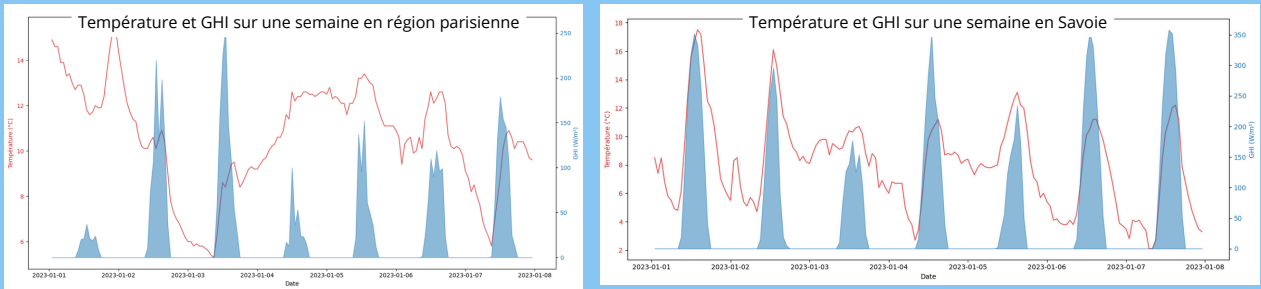 Température et GHI sur une semaine en région parisienne
14
12
10
8
6
Température (°C)
250
200
150
100
50
0
GHI (W/m²)
2023-01-01 2023-01-02 2023-01-03 2023-01-04 2023-01-05 2023-01-06 2023-01-07 2023-01-08
Date
Température et GHI sur une semaine en Savoie
18
16
14
12
10
8
6
4
2
Température (°C)
350
300
250
200
150
100
50
0
GHI (W/m²)
2023-01-01 2023-01-02 2023-01-03 2023-01-04 2023-01-05 2023-01-06 2023-01-07 2023-01-08
Date